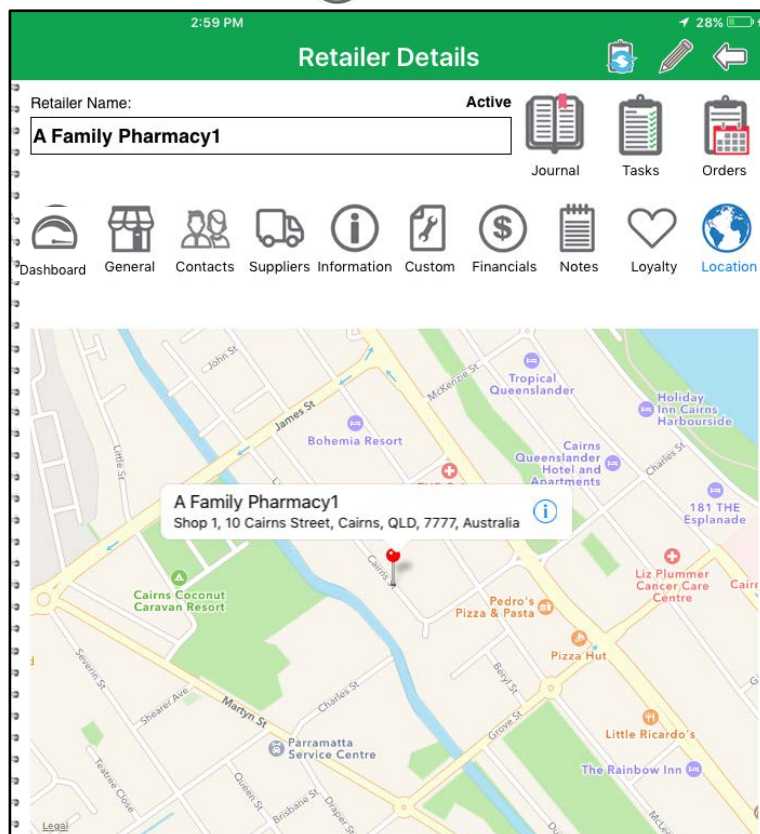 2:59 PM
28%
Retailer Details
Retailer Name:
Active
A Family Pharmacy1
Journal
Tasks
Orders
Dashboard
General
Contacts
Suppliers
Information
Custom
Financials
Notes
Loyalty
Location
John St
McKenzie St
Tropical
Queenslander
James St
Holiday
Inn Cairns
Harbourside
Little St
Bohemia Resort
Cairns
Queenslander
Hotel and
Apartments
Charles St
A Family Pharmacy1
Shop 1, 10 Cairns Street, Cairns, QLD, 7777, Australia
181 THE
Esplanade
Cairns
Liz Plummer
Cancer Care
Centre
Cairns Coconut
Caravan Resort
Pedro's
Pizza & Pasta
Pizza Hut
Severin St
Beryl St
Shearer Ave
Charles St
Martyn St
Grove St
Little Ricardo's
Parramatta
Service Centre
The Rainbow Inn
Teatree Close
Queen St
Brisbane St
Draper St
Legal